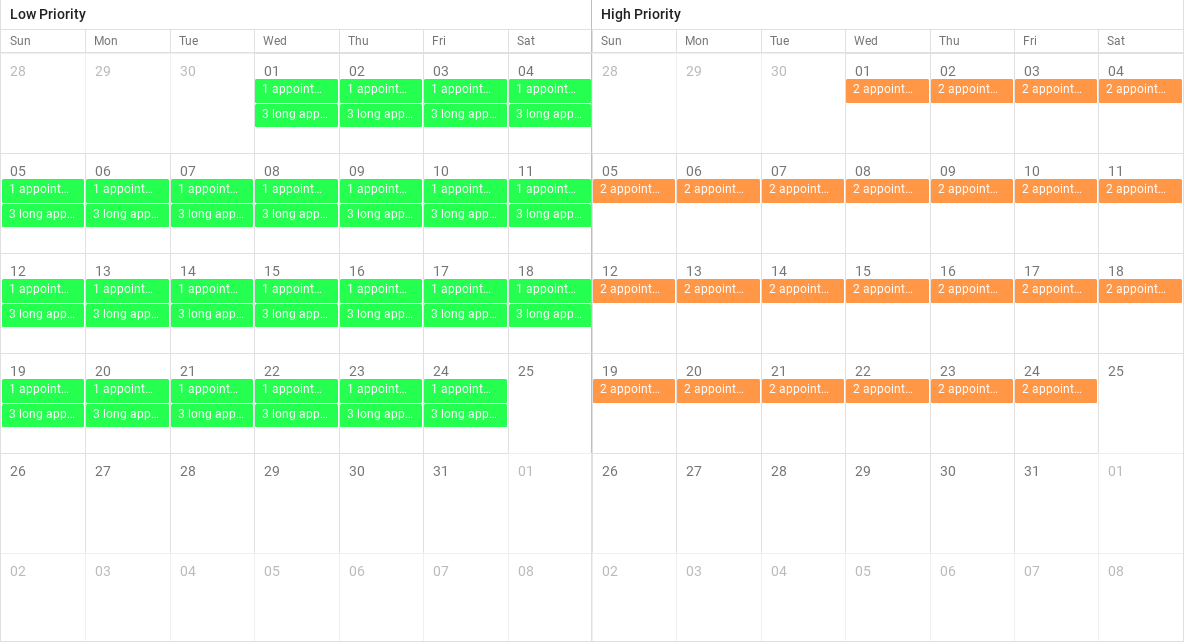 Low Priority High Priority
Sun Mon Tue Wed Thu Fri Sat Sun Mon Tue Wed Thu Fri Sat
28 29 30 01 02 03 04 28 29 30 01 02 03 04
1 appoint... 1 appoint... 1 appoint... 1 appoint... 2 appoint... 2 appoint... 2 appoint... 2 appoint...
3 long app... 3 long app... 3 long app... 3 long app...
05 06 07 08 09 10 11 05 06 07 08 09 10 11
1 appoint... 1 appoint... 1 appoint... 1 appoint... 1 appoint... 1 appoint... 1 appoint... 2 appoint... 2 appoint... 2 appoint... 2 appoint... 2 appoint... 2 appoint... 2 appoint...
3 long app... 3 long app... 3 long app... 3 long app... 3 long app... 3 long app... 3 long app...
12 13 14 15 16 17 18 12 13 14 15 16 17 18
1 appoint... 1 appoint... 1 appoint... 1 appoint... 1 appoint... 1 appoint... 1 appoint... 2 appoint... 2 appoint... 2 appoint... 2 appoint... 2 appoint... 2 appoint... 2 appoint...
3 long app... 3 long app... 3 long app... 3 long app... 3 long app... 3 long app... 3 long app...
19 20 21 22 23 24 25 19 20 21 22 23 24 25
1 appoint... 1 appoint... 1 appoint... 1 appoint... 1 appoint... 1 appoint... 2 appoint... 2 appoint... 2 appoint... 2 appoint... 2 appoint... 2 appoint...
3 long app... 3 long app... 3 long app... 3 long app... 3 long app... 3 long app...
26 27 28 29 30 31 01 26 27 28 29 30 31 01
02 03 04 05 06 07 08 02 03 04 05 06 07 08